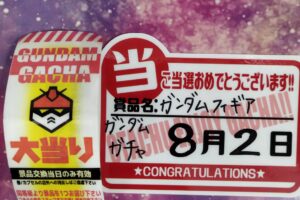 GUNDAM
GACHA
大当り
景品交換当日のみ有効
当
ご当選おめでとうございます!!
賞品名:ガンダムフィギア
ガンダム
ガチャ
8月2日
★CONGRATULATIONS★